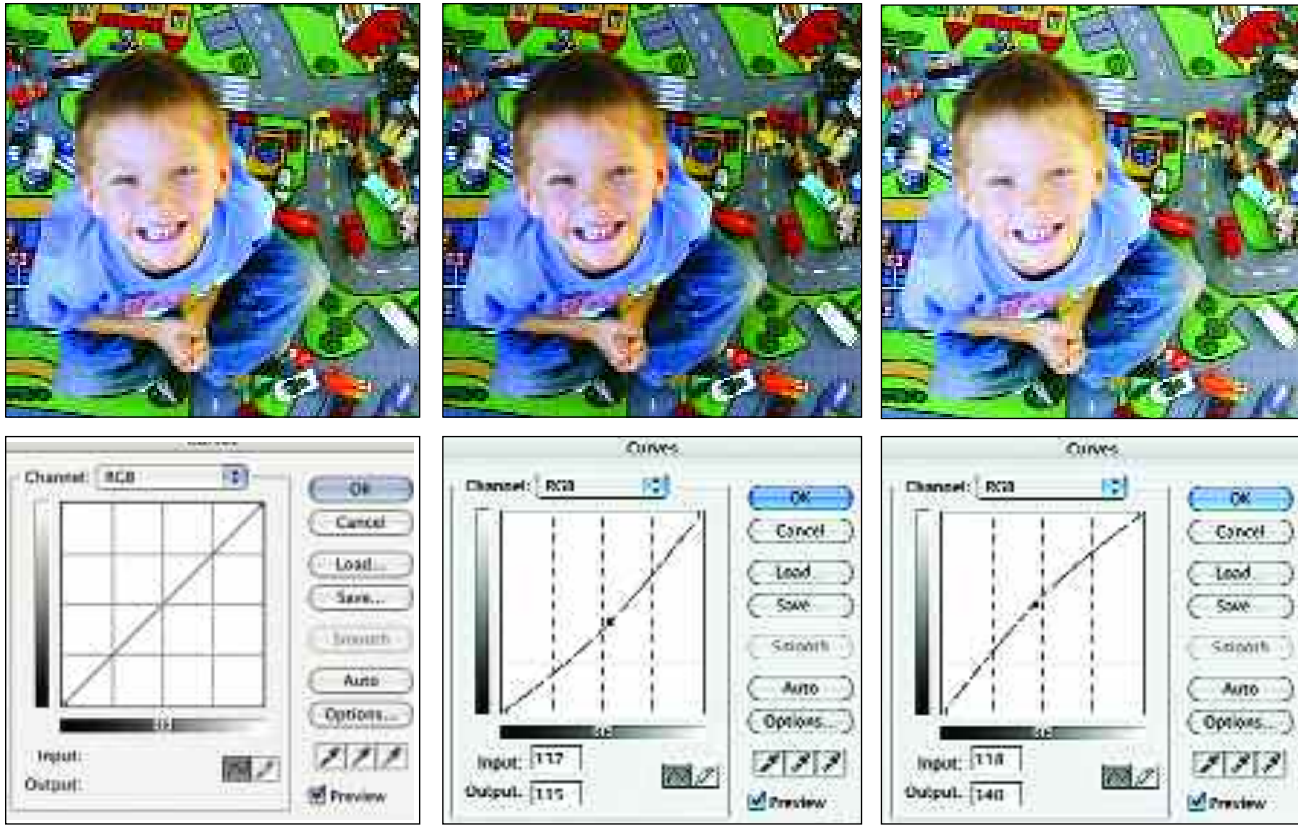 Curves
Channel: RGB
OK
Cancel
Load...
Save...
Smooth
Auto
Options...
Input:
Output:
Preview
Curves
Channel: RGB
OK
Cancel
Load
Save
Smooth
Auto
Options...
Input:
Output. 115
Preview
Curves
Channel: RGB
OK
Cancel
Load
Save
Smooth
Auto
Options...
Input: 118
Output. 140
Preview